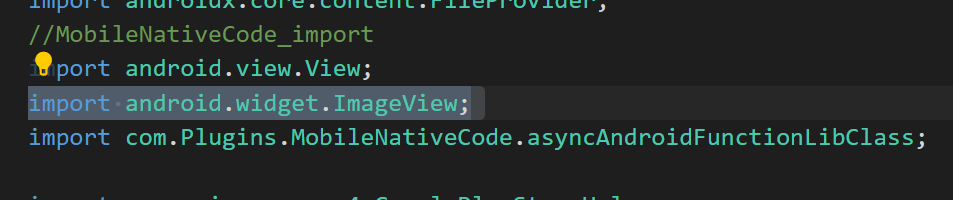 import androidx.core.content.FileProvider;
//MobileNativeCode_import
import android.view.View;
import android.widget.ImageView;
import com.Plugins.MobileNativeCode.asyncAndroidFunctionLibClass;